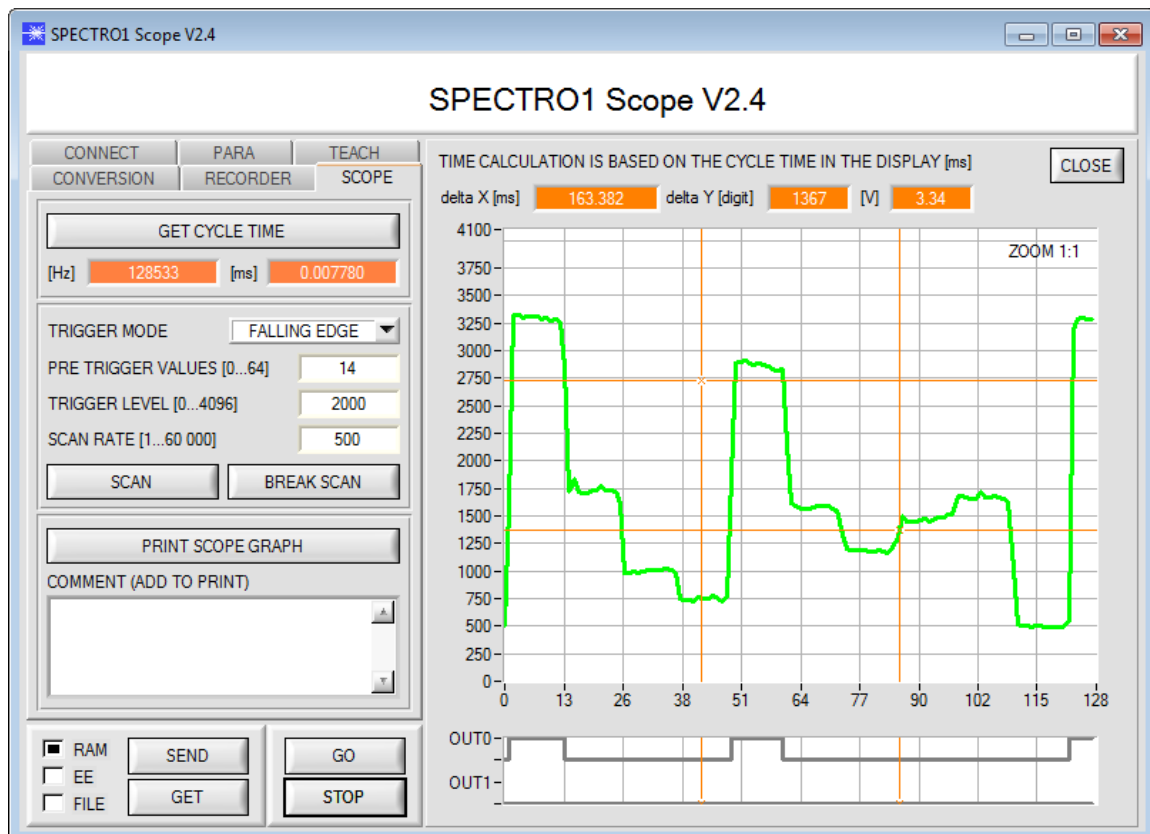 SPECTRO1 Scope V2.4
SPECTRO1 Scope V2.4
CONNECT PARA TEACH
CONVERSION RECORDER SCOPE
GET CYCLE TIME
[Hz] 128533 [ms] 0.007780
TRIGGER MODE FALLING EDGE
PRE TRIGGER VALUES [0...64] 14
TRIGGER LEVEL [0...4096] 2000
SCAN RATE [1...60 000] 500
SCAN BREAK SCAN
PRINT SCOPE GRAPH
COMMENT (ADD TO PRINT)
RAM
EE
FILE
SEND
GET
GO
STOP
TIME CALCULATION IS BASED ON THE CYCLE TIME IN THE DISPLAY [ms]
CLOSE
delta X [ms] 163.382 delta Y [digit] 1367 [V] 3.34
ZOOM 1:1
4100
3750
3500
3250
3000
2750
2500
2250
2000
1750
1500
1250
1000
750
500
250
0
0 13 26 38 51 64 77 90 102 115 128
OUT0
OUT1